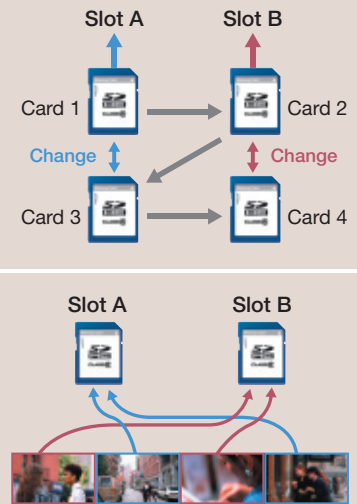 Slot A Slot B
Card 1 Card 2
Change Change
Card 3 Card 4
Slot A Slot B